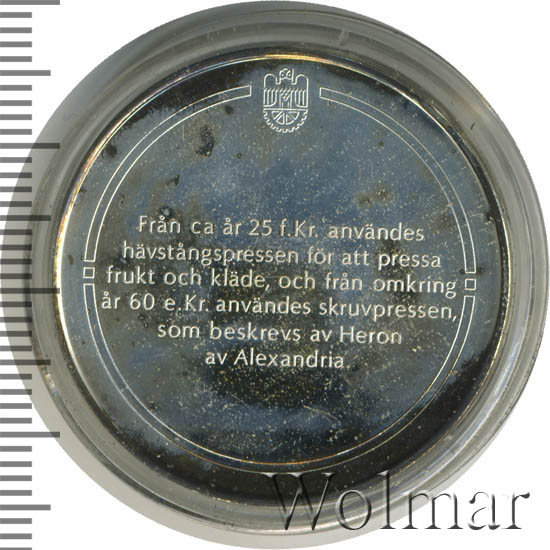 Från ca år 25 f.Kr. användes
hävstångspressen för att pressa
frukt och kläde, och från omkring
år 60 e.Kr. användes skruvpressen,
som beskrevs av Heron
av Alexandria.
Wolmar